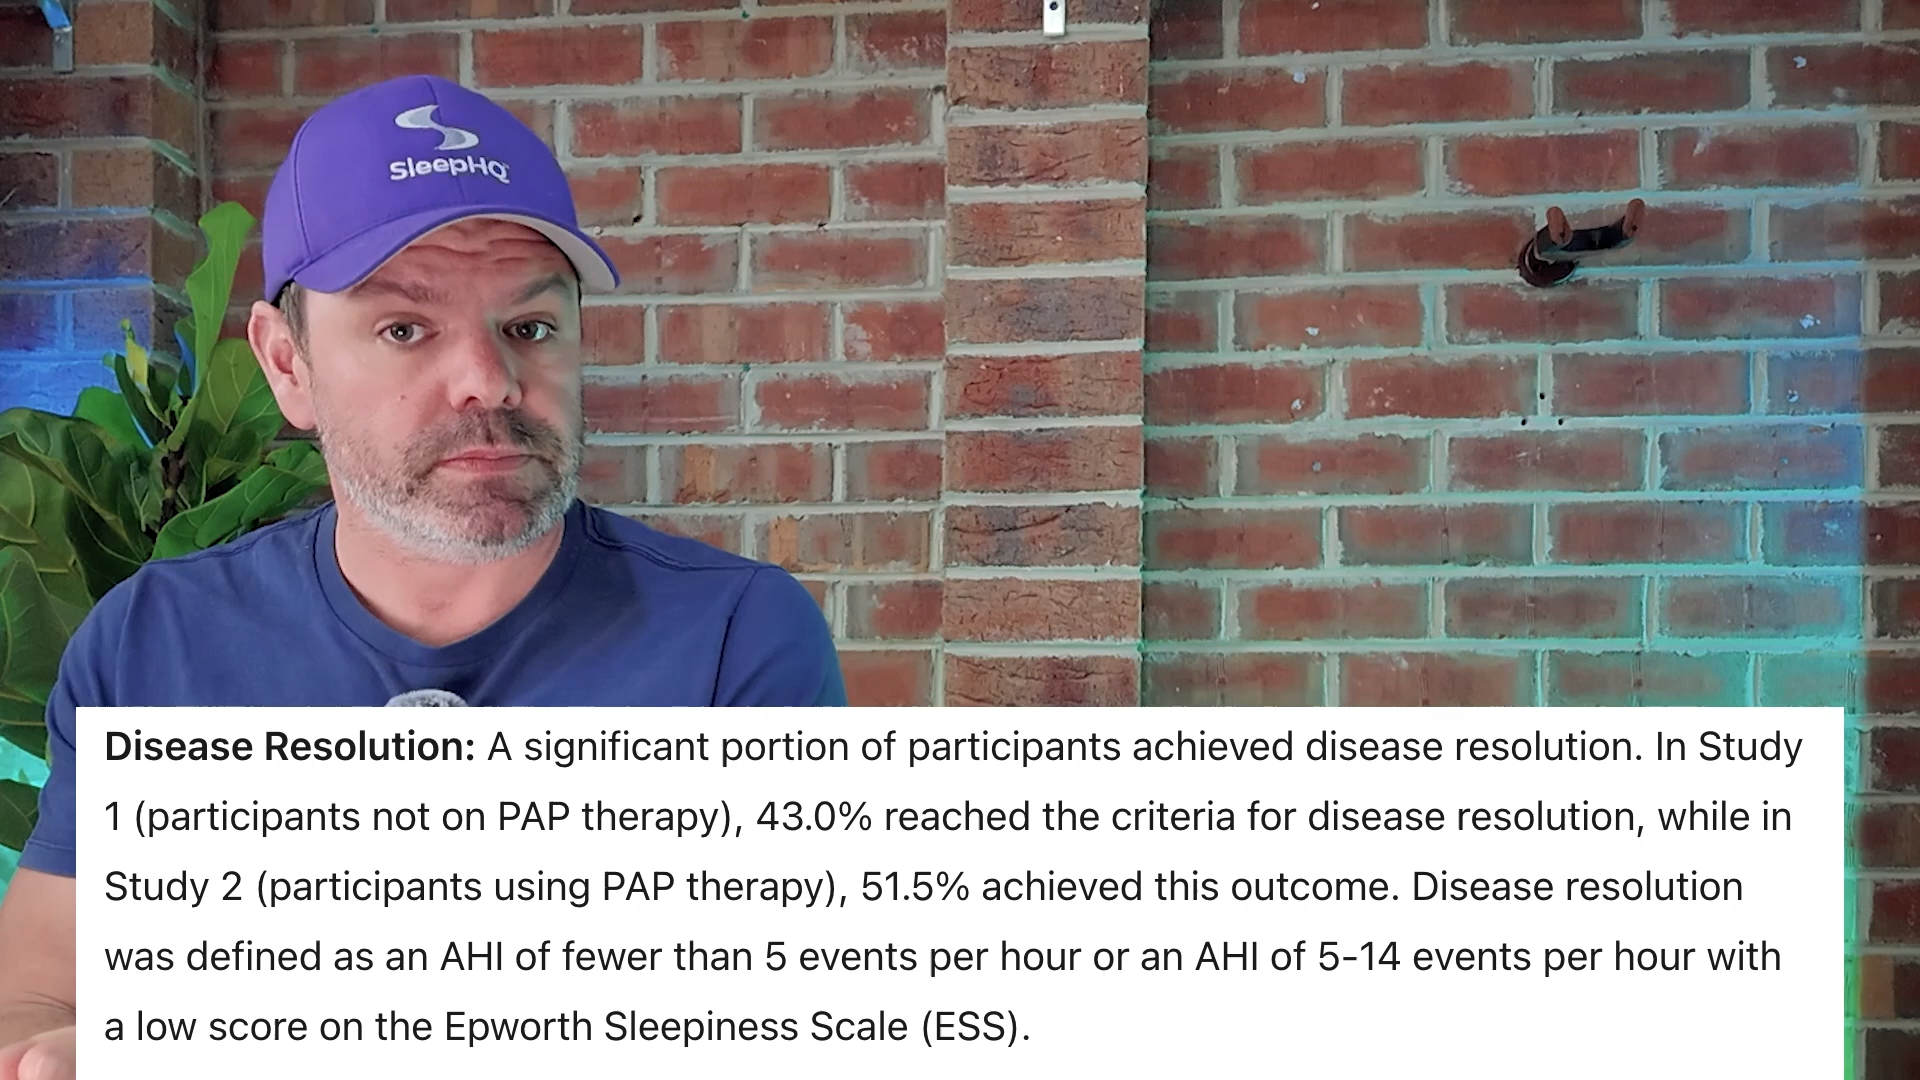 SleepHQ
Disease Resolution: A significant portion of participants achieved disease resolution. In Study
1 (participants not on PAP therapy), 43.0% reached the criteria for disease resolution, while in
Study 2 (participants using PAP therapy), 51.5% achieved this outcome. Disease resolution
was defined as an AHI of fewer than 5 events per hour or an AHI of 5-14 events per hour with
a low score on the Epworth Sleepiness Scale (ESS).